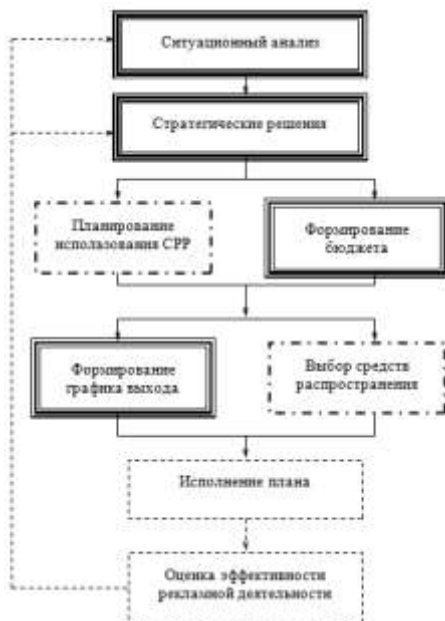 Ситуационный анализ
Стратегические решения
Планирование
использования СРР
Формирование
бюджета
Формирование
графика выхода
Выбор средств
распространения
Исполнение плана
Оценка эффективности
рекламной деятельности